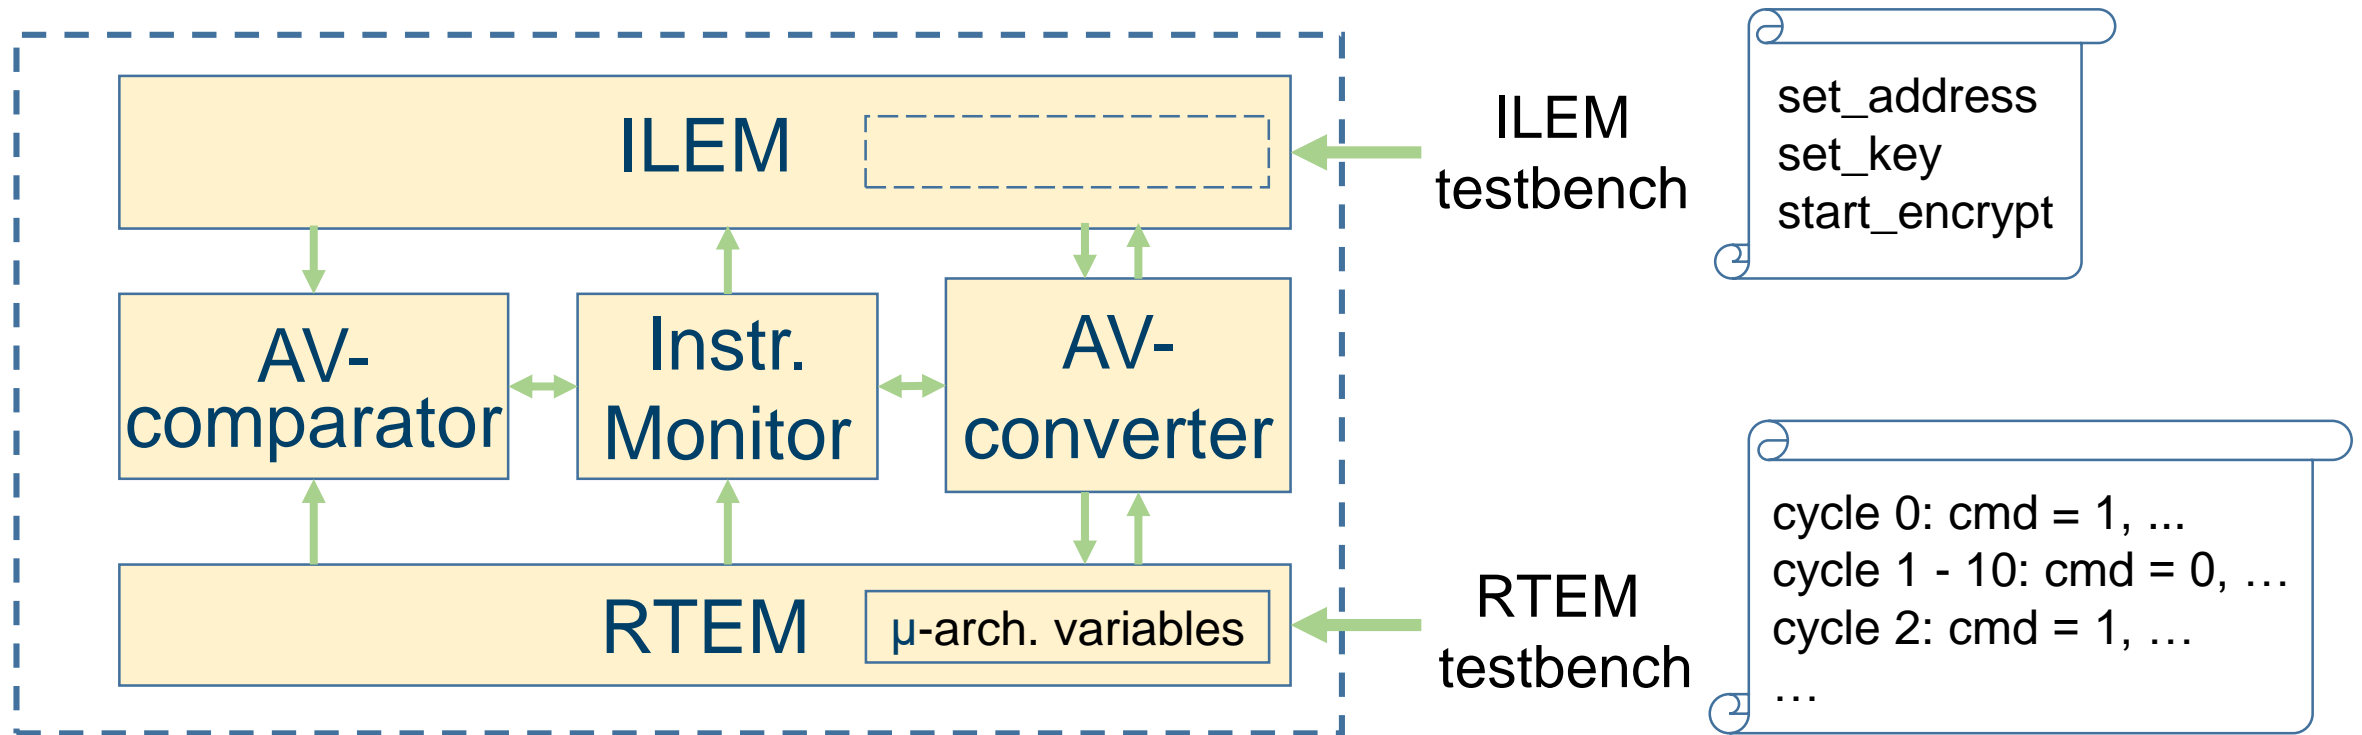 ILEM
AV-
comparator
Instr.
Monitor
AV-
converter
RTEM
µ-arch. variables
ILEM
testbench
set_address
set_key
start_encrypt
RTEM
testbench
cycle 0: cmd = 1, ...
cycle 1 - 10: cmd = 0, …
cycle 2: cmd = 1, …
…